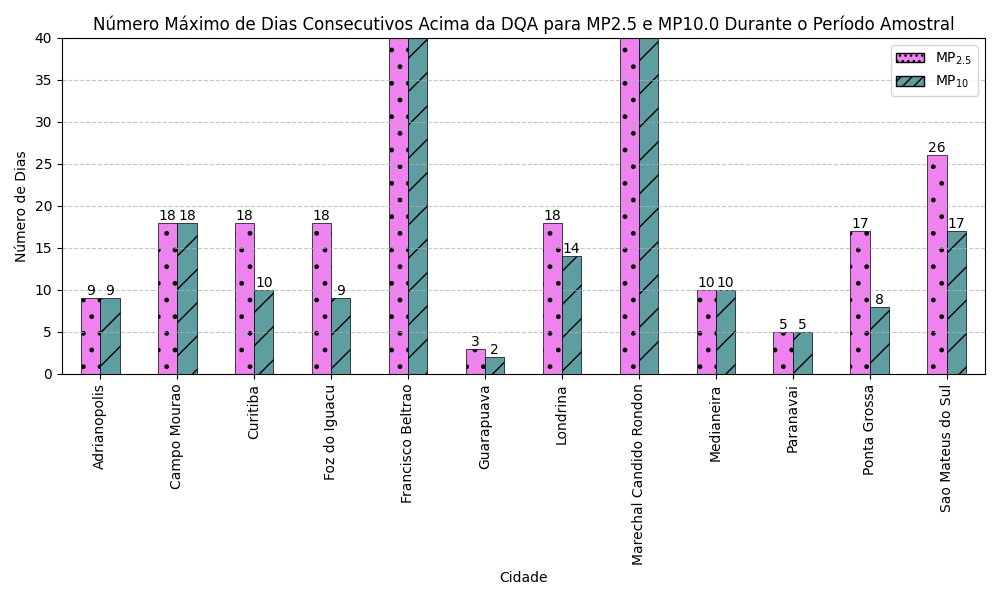 Número Máximo de Dias Consecutivos Acima da DQA para MP2.5 e MP10.0 Durante o Período Amostral
Número de Dias
40
35
30
25
20
15
10
5
0
MP2.5
MP10
9 9
18 18
18 10
18 9
3 2
18 14
10 10
5 5
17 8
26 17
Adrianopolis
Campo Mourao
Curitiba
Foz do Iguacu
Francisco Beltrao
Guarapuava
Londrina
Marechal Candido Rondon
Medianeira
Paranavai
Ponta Grossa
Sao Mateus do Sul
Cidade